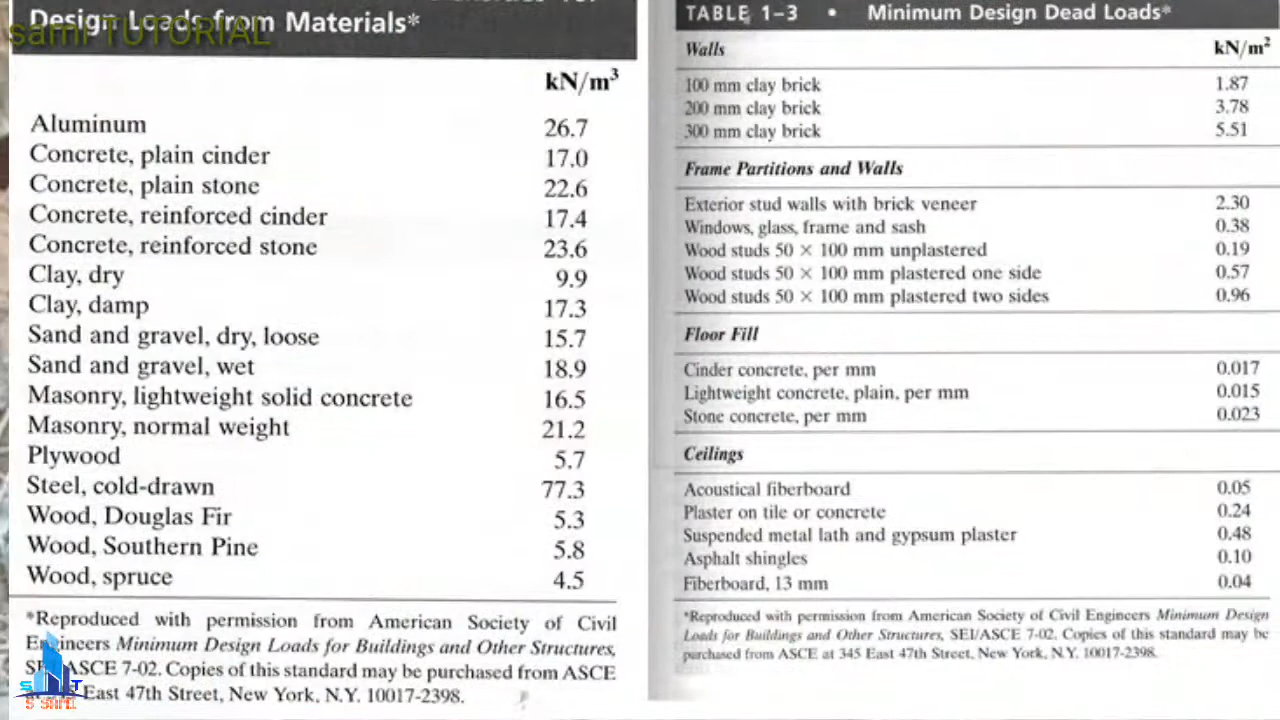 Design Loads from Materials*
sami TUTORIAL
kN/m³
Aluminum 26.7
Concrete, plain cinder 17.0
Concrete, plain stone 22.6
Concrete, reinforced cinder 17.4
Concrete, reinforced stone 23.6
Clay, dry 9.9
Clay, damp 17.3
Sand and gravel, dry, loose 15.7
Sand and gravel, wet 18.9
Masonry, lightweight solid concrete 16.5
Masonry, normal weight 21.2
Plywood 5.7
Steel, cold-drawn 77.3
Wood, Douglas Fir 5.3
Wood, Southern Pine 5.8
Wood, spruce 4.5
*Reproduced with permission from American Society of Civil
Engineers Minimum Design Loads for Buildings and Other Structures,
SEI/ASCE 7-02. Copies of this standard may be purchased from ASCE
at 345 East 47th Street, New York, N.Y. 10017-2398.
TABLE 1–3 • Minimum Design Dead Loads*
Walls kN/m²
100 mm clay brick 1.87
200 mm clay brick 3.78
300 mm clay brick 5.51
Frame Partitions and Walls
Exterior stud walls with brick veneer 2.30
Windows, glass, frame and sash 0.38
Wood studs 50 × 100 mm unplastered 0.19
Wood studs 50 × 100 mm plastered one side 0.57
Wood studs 50 × 100 mm plastered two sides 0.96
Floor Fill
Cinder concrete, per mm 0.017
Lightweight concrete, plain, per mm 0.015
Stone concrete, per mm 0.023
Ceilings
Acoustical fiberboard 0.05
Plaster on tile or concrete 0.24
Suspended metal lath and gypsum plaster 0.48
Asphalt shingles 0.10
Fiberboard, 13 mm 0.04
*Reproduced with permission from American Society of Civil Engineers Minimum Design
Loads for Buildings and Other Structures, SEI/ASCE 7-02. Copies of this standard may be
purchased from ASCE at 345 East 47th Street, New York, N.Y. 10017-2398.
S T
S SAMI